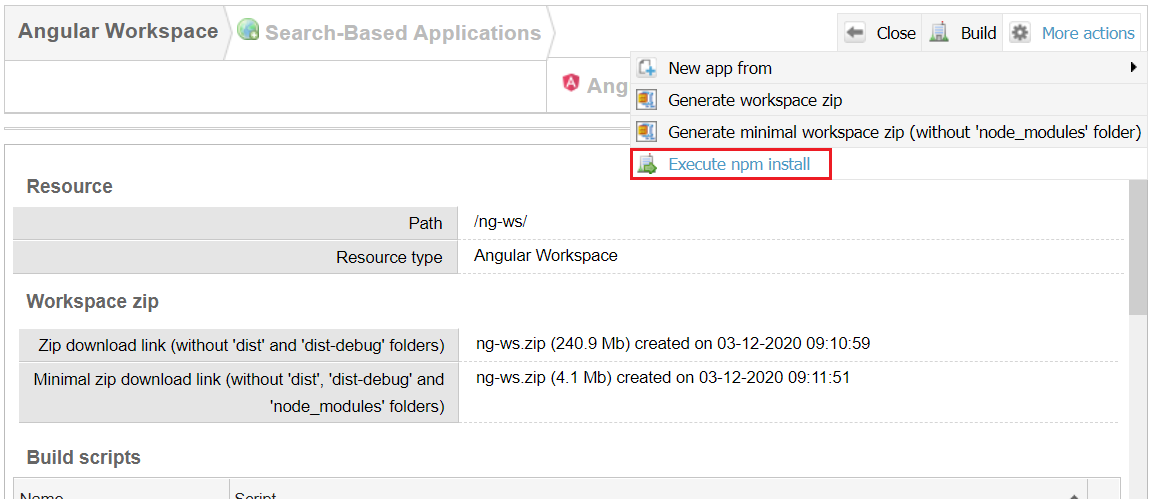 Angular Workspace
Search-Based Applications
Close
Build
More actions
Ang
New app from
Generate workspace zip
Generate minimal workspace zip (without 'node_modules' folder)
Execute npm install
Resource
Path
/ng-ws/
Resource type
Angular Workspace
Workspace zip
Zip download link (without 'dist' and 'dist-debug' folders)
ng-ws.zip (240.9 Mb) created on 03-12-2020 09:10:59
Minimal zip download link (without 'dist', 'dist-debug' and
'node_modules' folders)
ng-ws.zip (4.1 Mb) created on 03-12-2020 09:11:51
Build scripts
Name
Script